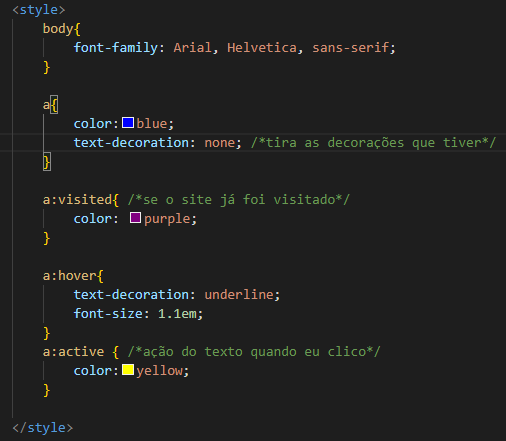 <style>
body{
font-family: Arial, Helvetica, sans-serif;
}
a{
color:blue;
text-decoration: none; /*tira as decorações que tiver*/
}
a:visited{ /*se o site já foi visitado*/
color: purple;
}
a:hover{
text-decoration: underline;
font-size: 1.1em;
}
a:active { /*ação do texto quando eu clico*/
color:yellow;
}
</style>